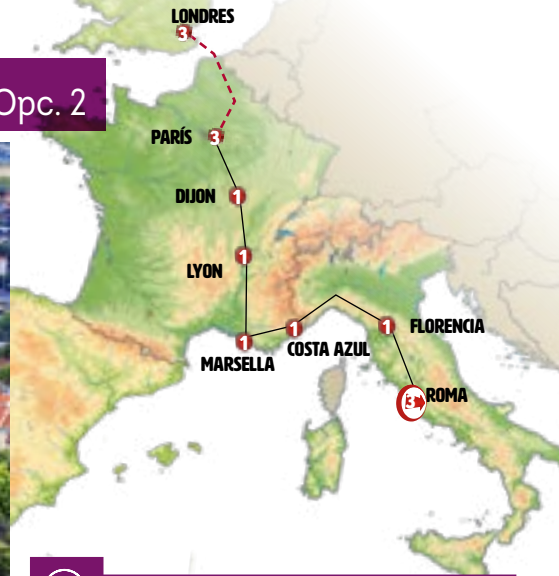 LONDRES
3
Opc. 2
PARÍS
3
DIJON
1
1
LYON
1
MARSELLA
1
COSTA AZUL
1
FLORENCIA
3
ROMA